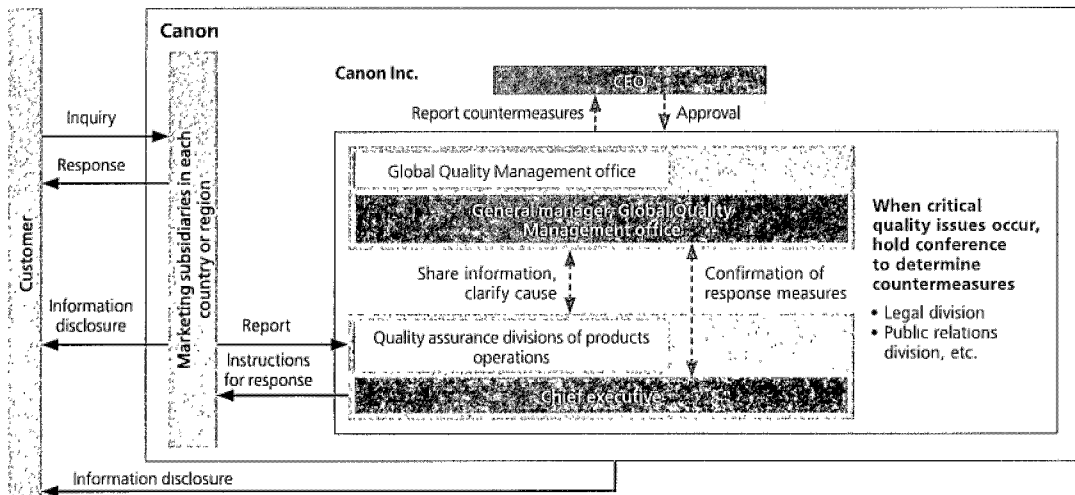 Canon
Canon Inc.
CEO
Report countermeasures
Approval
Inquiry
Response
Customer
Marketing subsidiaries in each
country or region
Global Quality Management office
General manager, Global Quality
Management office
When critical
quality issues occur,
hold conference
to determine
countermeasures
• Legal division
• Public relations
division, etc.
Share information,
clarify cause
Confirmation of
response measures
Information
disclosure
Report
Instructions
for response
Quality assurance divisions of products
operations
Chief executive
Information disclosure